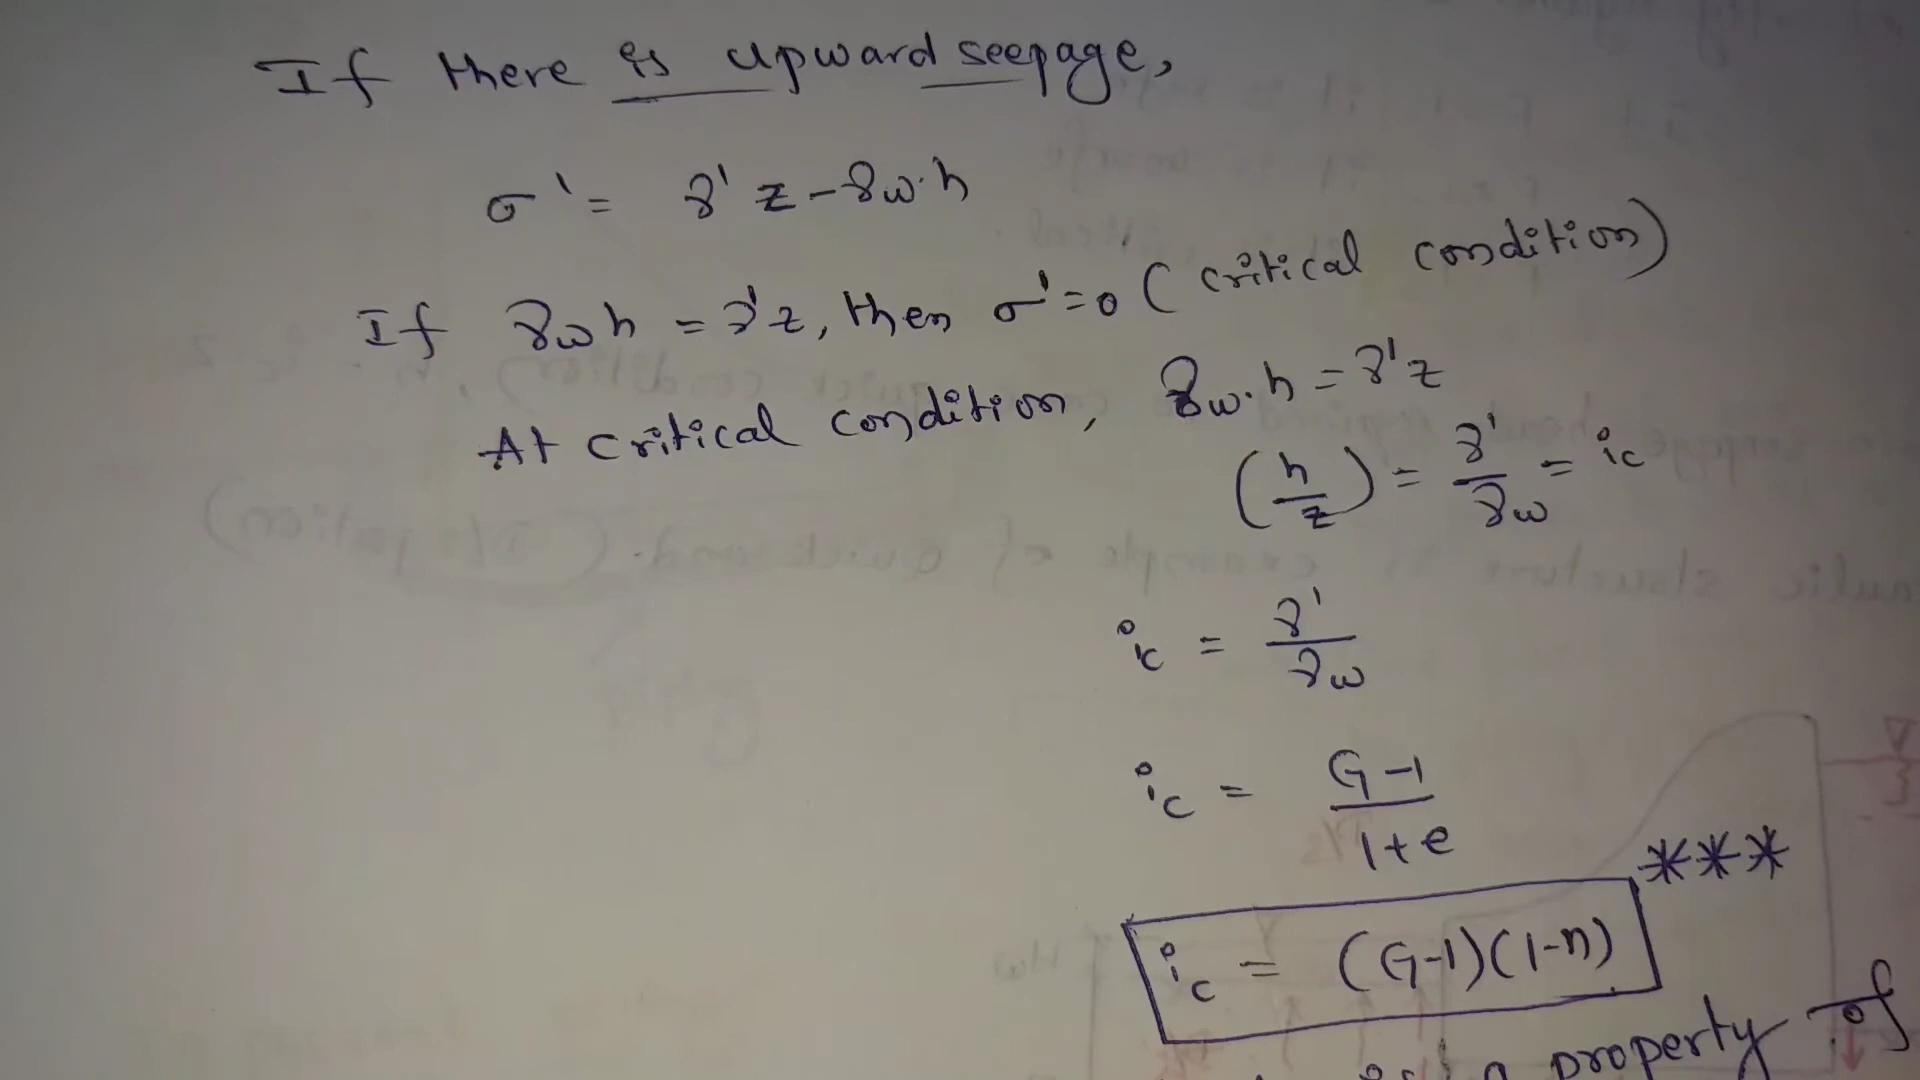 If there is upward seepage,
σ' = γ' z - γw·h
If γwh = γ'z, then σ'=0 (critical condition)
At critical condition, γw·h = γ'z
(h/z) = γ'/γw = ic
ic = γ'/γw
ic = G-1/1+e
***
ic = (G-1)(1-n)
a property of